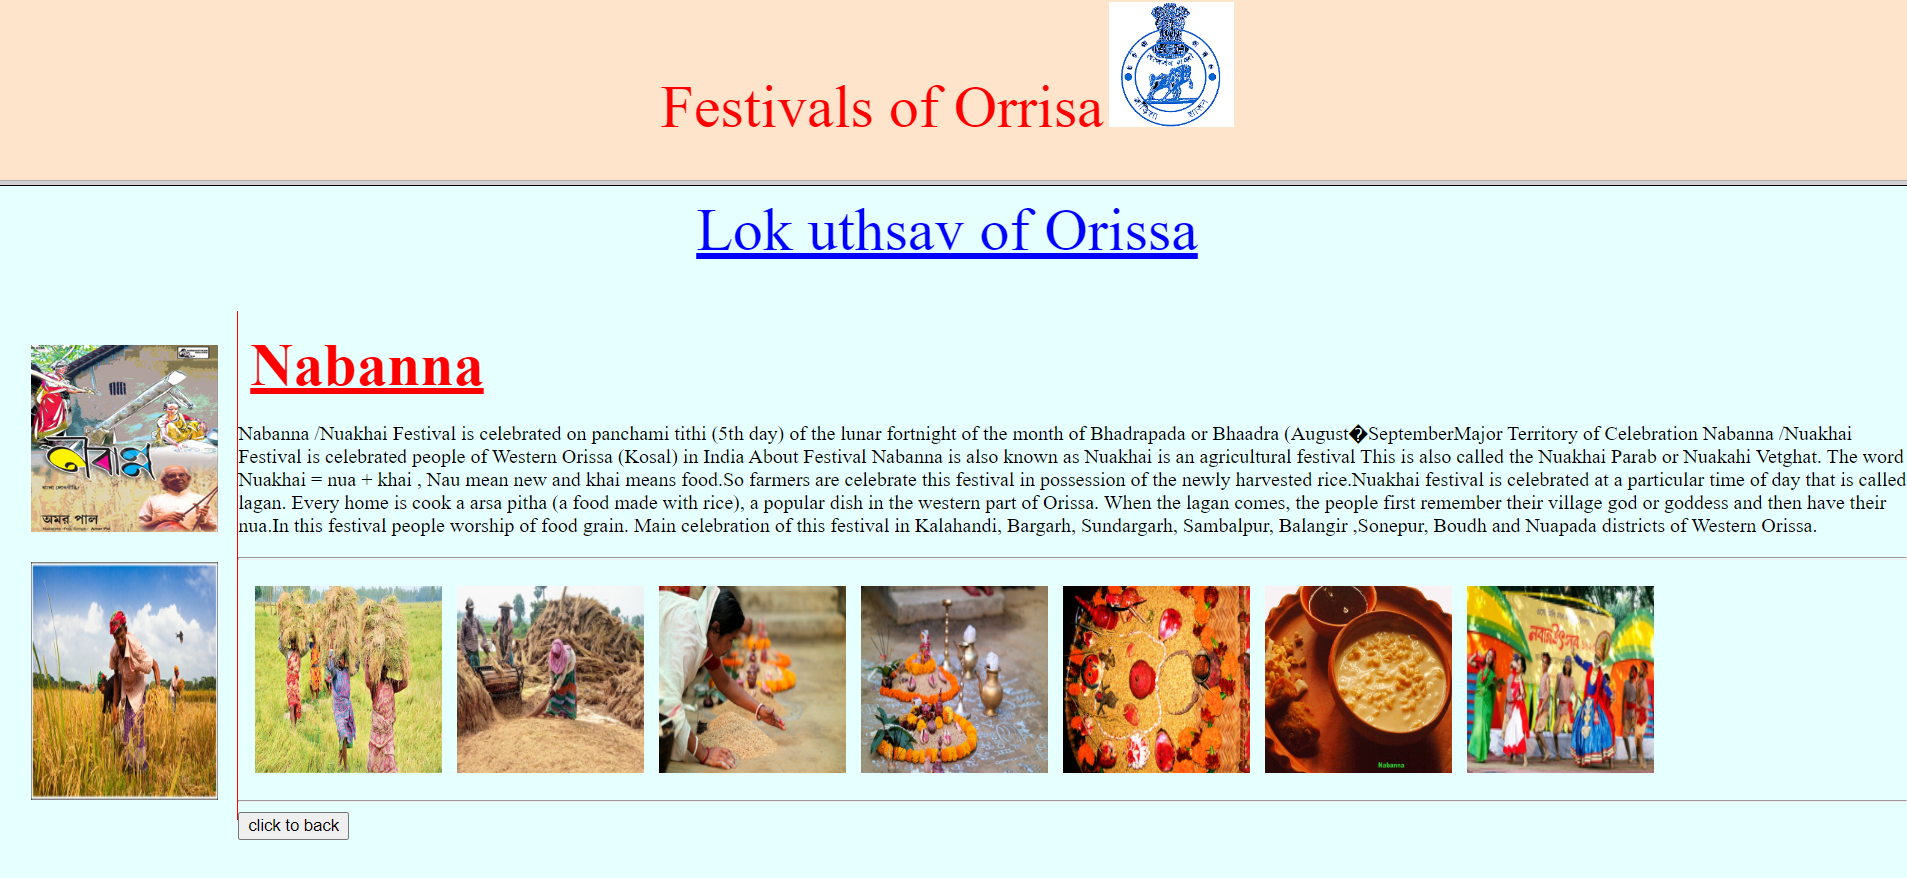 Festivals of Orrisa
Lok uthsav of Orissa
নবান্ন
অমর পাল
Nabanna
Nabanna /Nuakhai Festival is celebrated on panchami tithi (5th day) of the lunar fortnight of the month of Bhadrapada or Bhaadra (August�SeptemberMajor Territory of Celebration Nabanna /Nuakhai
Festival is celebrated people of Western Orissa (Kosal) in India About Festival Nabanna is also known as Nuakhai is an agricultural festival This is also called the Nuakhai Parab or Nuakahi Vetghat. The word
Nuakhai = nua + khai , Nau mean new and khai means food.So farmers are celebrate this festival in possession of the newly harvested rice.Nuakhai festival is celebrated at a particular time of day that is called
lagan. Every home is cook a arsa pitha (a food made with rice), a popular dish in the western part of Orissa. When the lagan comes, the people first remember their village god or goddess and then have their
nua.In this festival people worship of food grain. Main celebration of this festival in Kalahandi, Bargarh, Sundargarh, Sambalpur, Balangir ,Sonepur, Boudh and Nuapada districts of Western Orissa.
Nabanna
click to back